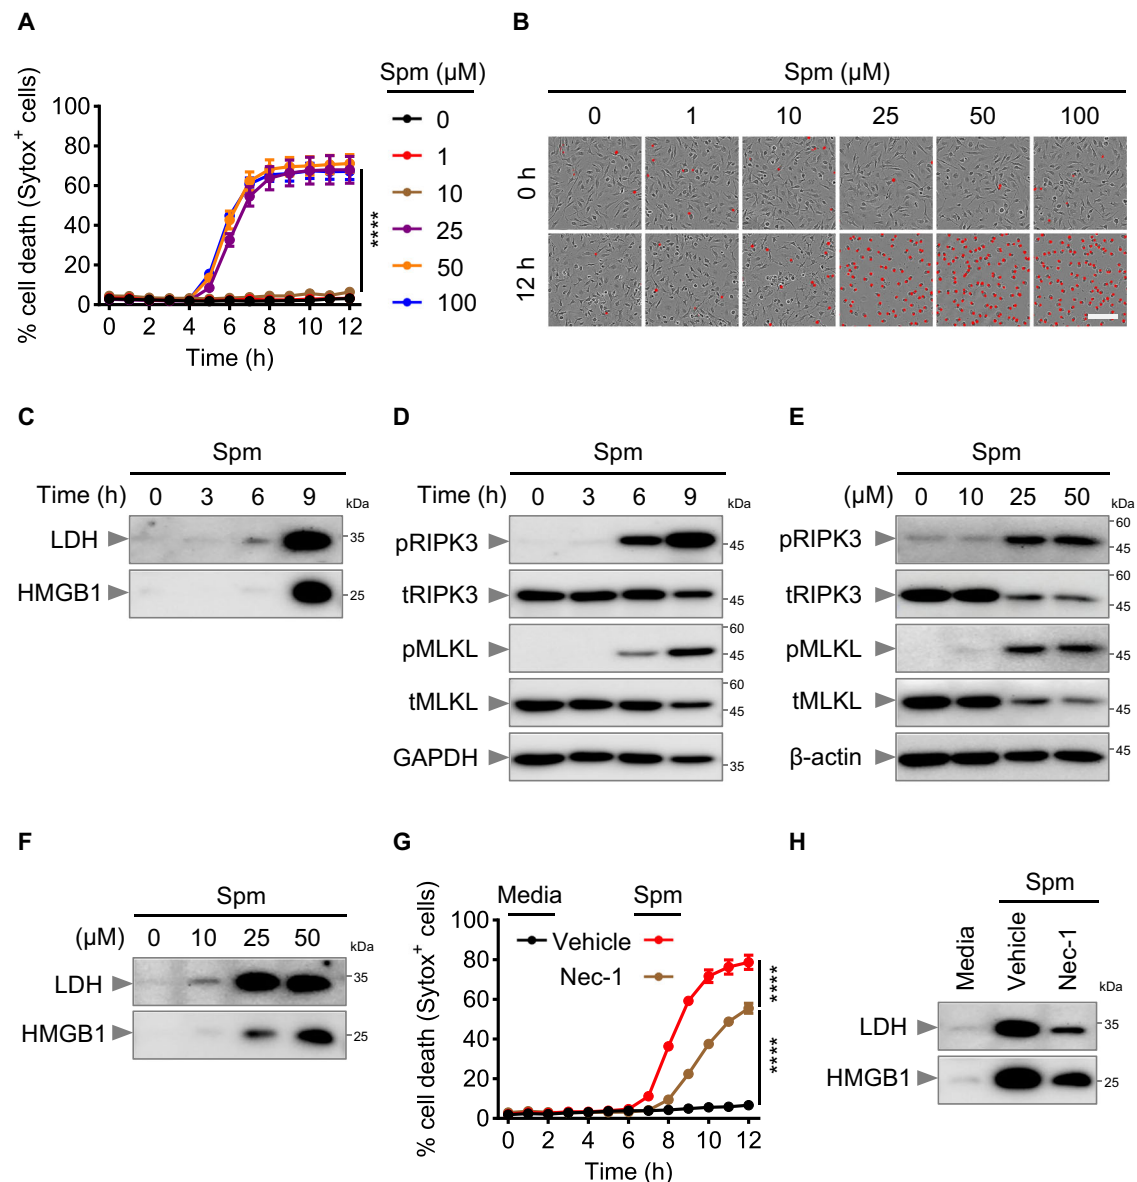 A
% cell death (Sytox+ cells)
100
80
60
40
20
0
0 2 4 6 8 10 12
Time (h)
****
Spm (µM)
0
1
10
25
50
100
B
Spm (µM)
0 1 10 25 50 100
0 h
12 h
C
Spm
Time (h) 0 3 6 9 kDa
LDH 35
HMGB1 25
D
Spm
Time (h) 0 3 6 9 kDa
pRIPK3 45
tRIPK3 45
60
pMLKL 45
60
tMLKL 45
GAPDH 35
E
Spm
(µM) 0 10 25 50 kDa
60
pRIPK3 45
60
tRIPK3 45
pMLKL 45
tMLKL 45
45
β-actin
F
Spm
(µM) 0 10 25 50 kDa
LDH 35
HMGB1 25
G
% cell death (Sytox+ cells)
Media Spm
Vehicle
Nec-1
100
80
60
40
20
0
0 2 4 6 8 10 12
Time (h)
****
****
H
Spm
Media Vehicle Nec-1 kDa
LDH 35
HMGB1 25